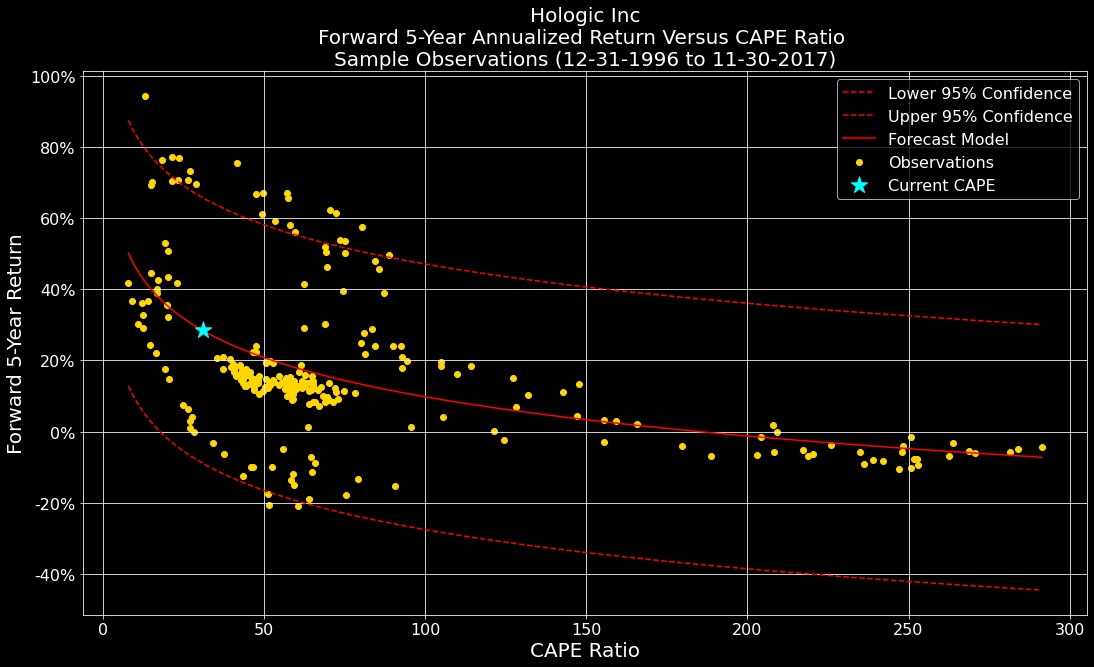 Hologic Inc
Forward 5-Year Annualized Return Versus CAPE Ratio
Sample Observations (12-31-1996 to 11-30-2017)
Lower 95% Confidence
Upper 95% Confidence
Forecast Model
Observations
Current CAPE
Forward 5-Year Return
100%
80%
60%
40%
20%
0%
-20%
-40%
0 50 100 150 200 250 300
CAPE Ratio